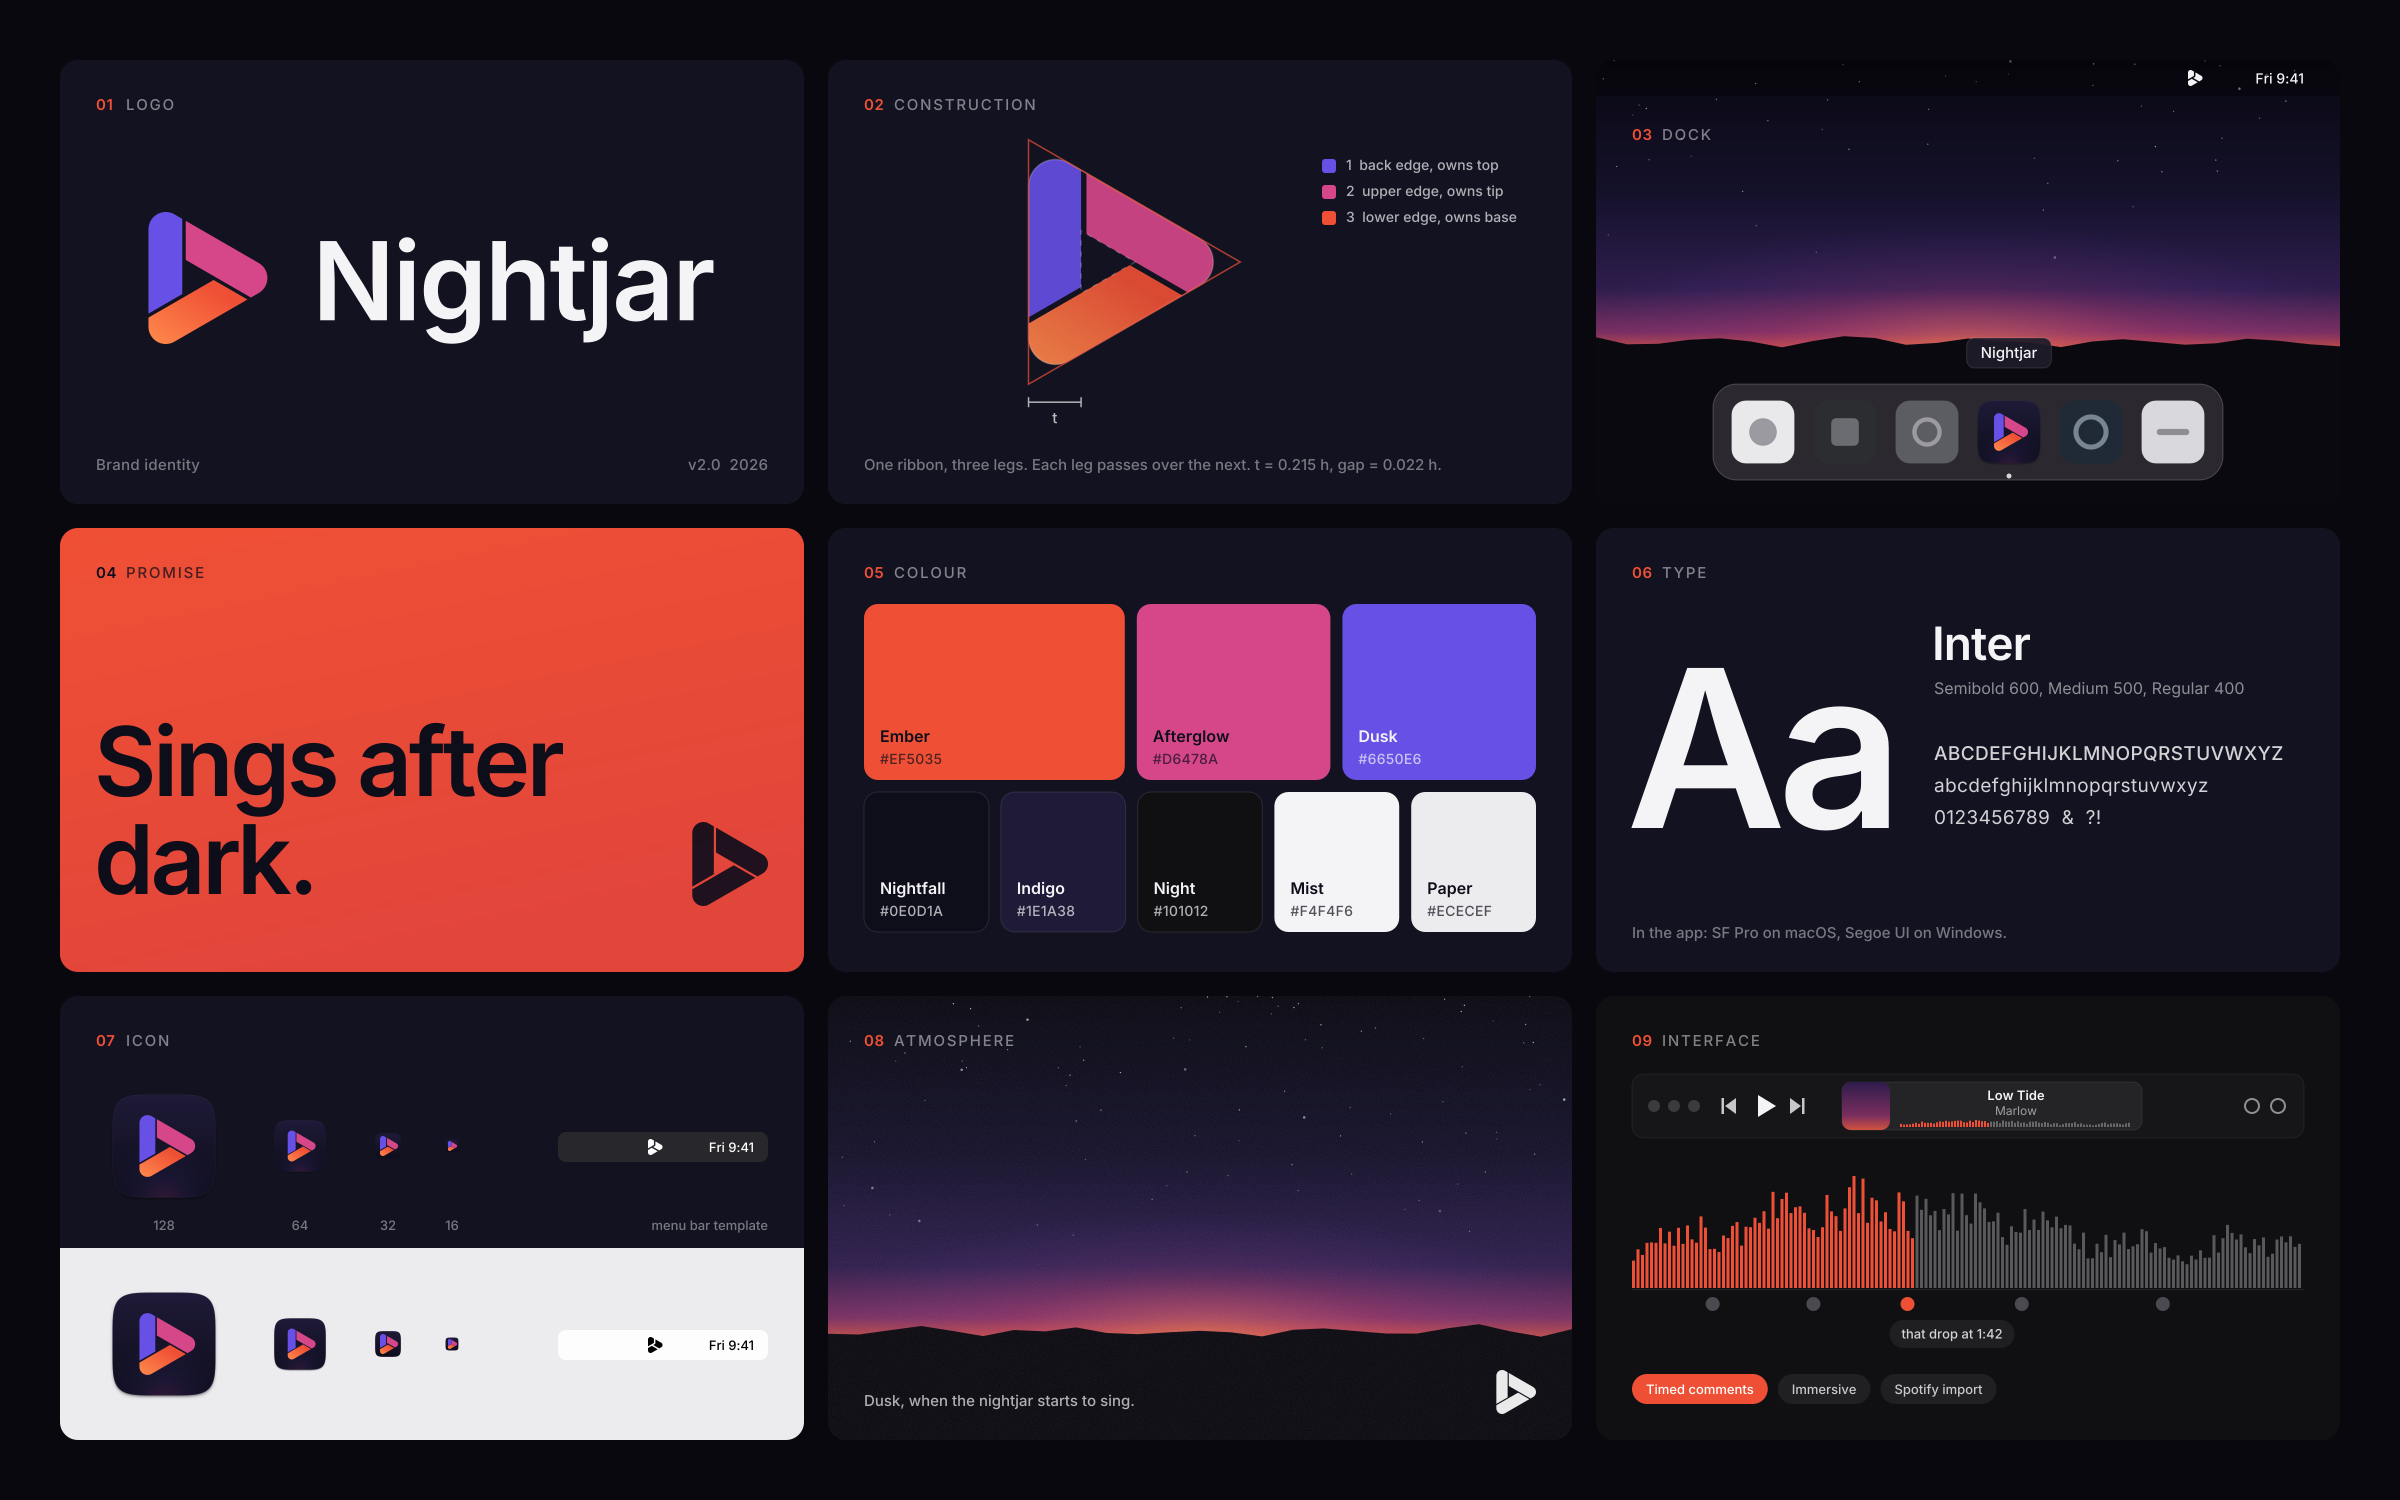 01 LOGO
Nightjar
Brand identity
v2.0 2026
02 CONSTRUCTION
1 back edge, owns top
2 upper edge, owns tip
3 lower edge, owns base
t
One ribbon, three legs. Each leg passes over the next. t = 0.215 h, gap = 0.022 h.
Fri 9:41
03 DOCK
Nightjar
04 PROMISE
Sings after
dark.
05 COLOUR
Ember
#EF5035
Afterglow
#D6478A
Dusk
#6650E6
Nightfall
#0E0D1A
Indigo
#1E1A38
Night
#101012
Mist
#F4F4F6
Paper
#ECECEF
06 TYPE
Aa
Inter
Semibold 600, Medium 500, Regular 400
ABCDEFGHIJKLMNOPQRSTUVWXYZ
abcdefghijklmnopqrstuvwxyz
0123456789 & ?!
In the app: SF Pro on macOS, Segoe UI on Windows.
07 ICON
Fri 9:41
128
64
32
16
menu bar template
Fri 9:41
08 ATMOSPHERE
Dusk, when the nightjar starts to sing.
09 INTERFACE
Low Tide
Marlow
that drop at 1:42
Timed comments
Immersive
Spotify import